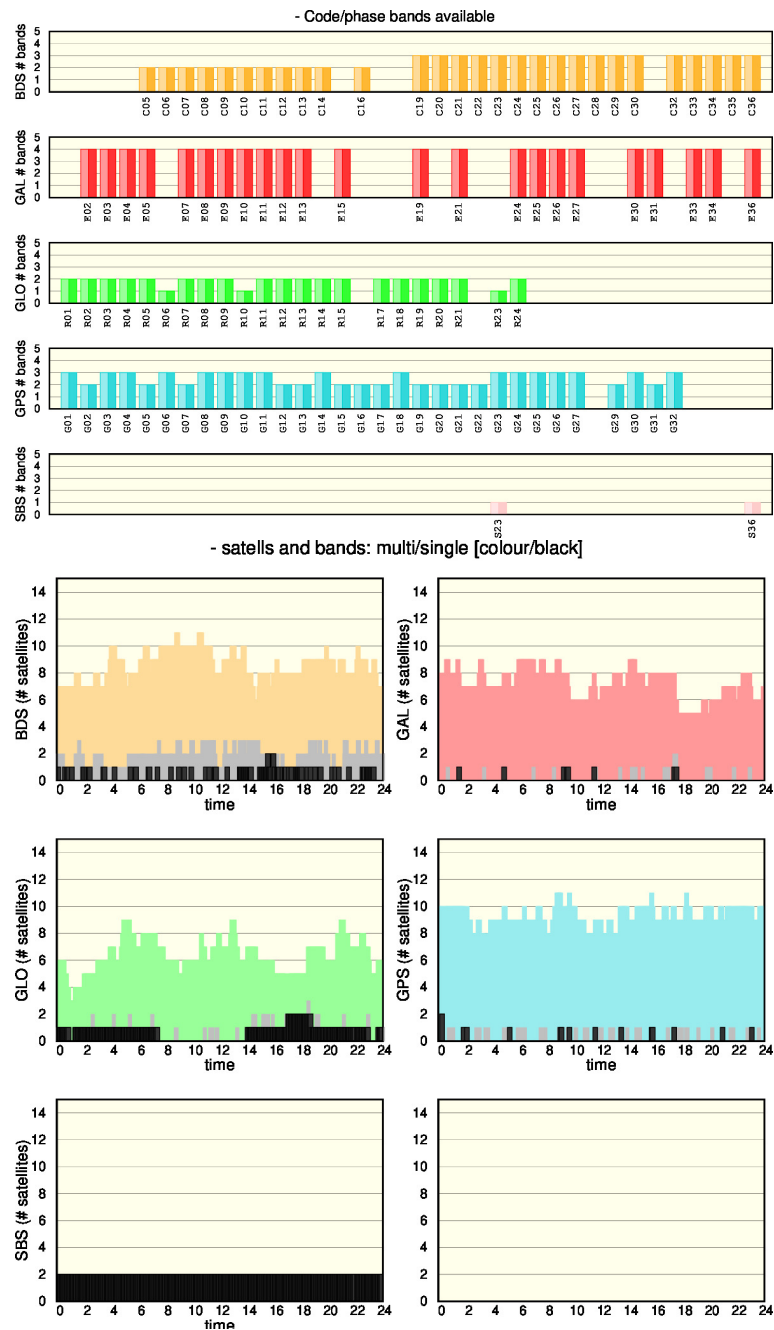 - Code/phase bands available
BDS # bands
5
4
3
2
1
0
C05 C06 C07 C08 C09 C10 C11 C12 C13 C14 C16 C19 C20 C21 C22 C23 C24 C25 C26 C27 C28 C29 C30 C32 C33 C34 C35 C36
GAL # bands
5
4
3
2
1
0
E02 E03 E04 E05 E07 E08 E09 E10 E11 E12 E13 E15 E19 E21 E24 E25 E26 E27 E30 E31 E33 E34 E36
GLO # bands
5
4
3
2
1
0
R01 R02 R03 R04 R05 R06 R07 R08 R09 R10 R11 R12 R13 R14 R15 R17 R18 R19 R20 R21 R23 R24
GPS # bands
5
4
3
2
1
0
G01 G02 G03 G04 G05 G06 G07 G08 G09 G10 G11 G12 G13 G14 G15 G16 G17 G18 G19 G20 G21 G22 G23 G24 G25 G26 G27 G29 G30 G31 G32
SBS # bands
5
4
3
2
1
0
S23 S36
- satells and bands: multi/single [colour/black]
BDS (# satellites)
14
12
10
8
6
4
2
0
0 2 4 6 8 10 12 14 16 18 20 22 24
time
GAL (# satellites)
14
12
10
8
6
4
2
0
0 2 4 6 8 10 12 14 16 18 20 22 24
time
GLO (# satellites)
14
12
10
8
6
4
2
0
0 2 4 6 8 10 12 14 16 18 20 22 24
time
GPS (# satellites)
14
12
10
8
6
4
2
0
0 2 4 6 8 10 12 14 16 18 20 22 24
time
SBS (# satellites)
14
12
10
8
6
4
2
0
0 2 4 6 8 10 12 14 16 18 20 22 24
time
14
12
10
8
6
4
2
0
0 2 4 6 8 10 12 14 16 18 20 22 24